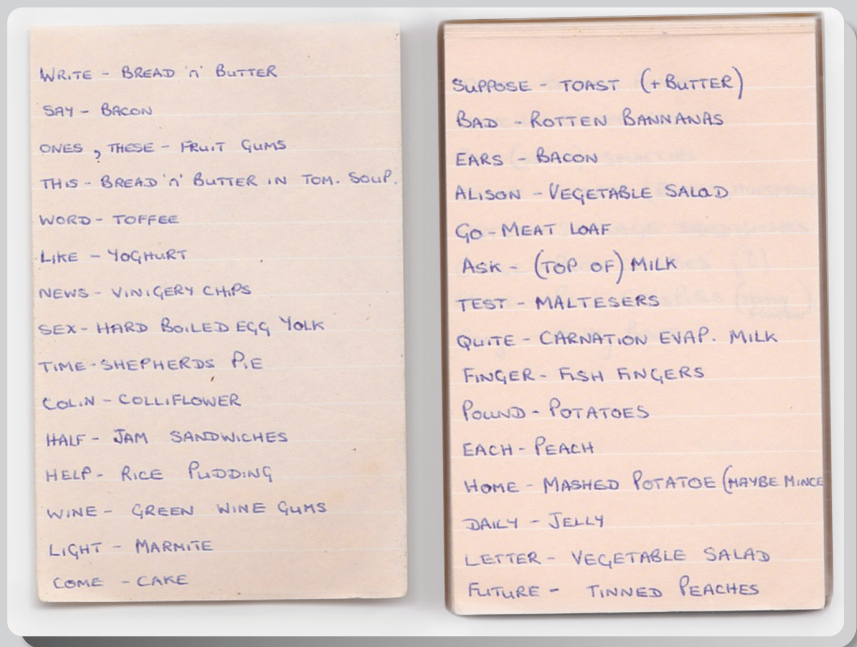 WRITE - BREAD 'N' BUTTER
SAY - BACON
ONES, THESE - FRUIT GUMS
THIS - BREAD 'N' BUTTER IN TOM. SOUP.
WORD - TOFFEE
LIKE - YOGHURT
NEWS - VINIGERY CHIPS
SEX - HARD BOILED EGG YOLK
TIME - SHEPHERDS PIE
COLIN - COLLIFLOWER
HALF - JAM SANDWICHES
HELP - RICE PUDDING
WINE - GREEN WINE GUMS
LIGHT - MARMITE
COME - CAKE
SUPPOSE - TOAST (+BUTTER)
BAD - ROTTEN BANNANAS
EARS - BACON
ALISON - VEGETABLE SALAD
GO - MEAT LOAF
ASK - (TOP OF) MILK
TEST - MALTESERS
QUITE - CARNATION EVAP. MILK
FINGER - FISH FINGERS
POUND - POTATOES
EACH - PEACH
HOME - MASHED POTATOE (MAYBE MINCE
DAILY - JELLY
LETTER - VEGETABLE SALAD
FUTURE - TINNED PEACHES